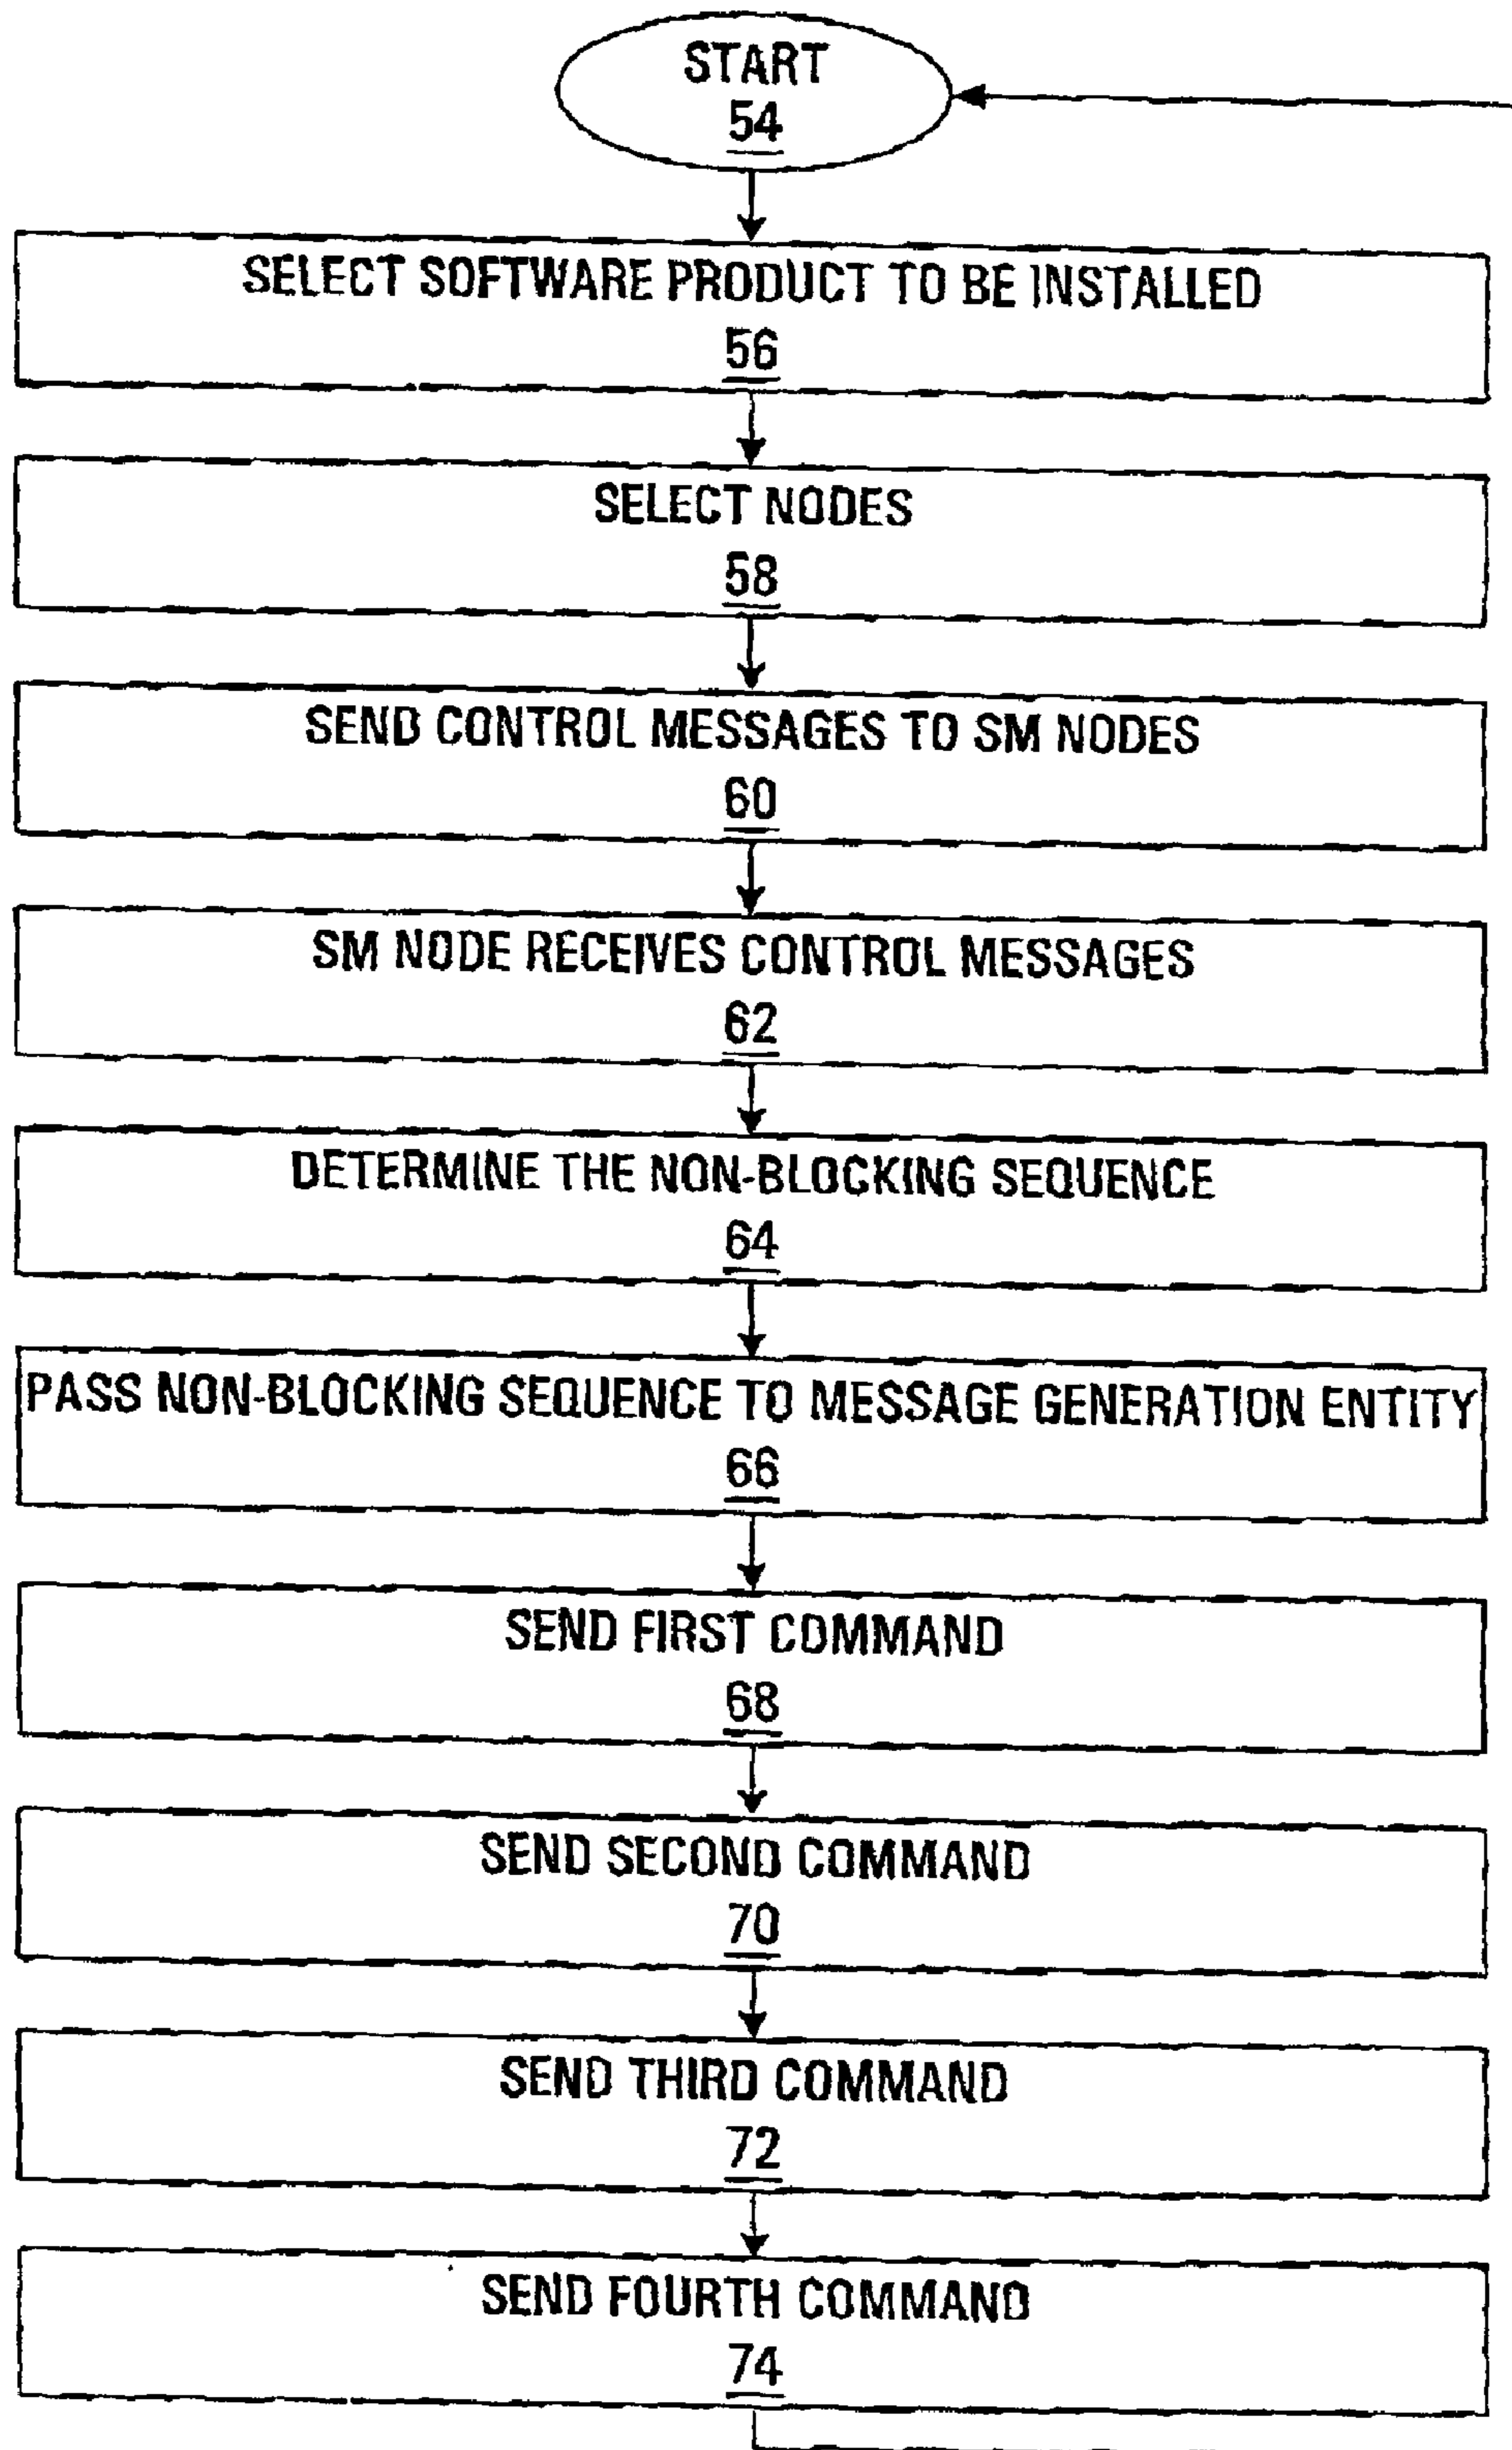 START
54
SELECT SOFTWARE PRODUCT TO BE INSTALLED
56
SELECT NODES
58
SEND CONTROL MESSAGES TO SM NODES
60
SM NODE RECEIVES CONTROL MESSAGES
62
DETERMINE THE NON-BLOCKING SEQUENCE
64
PASS NON-BLOCKING SEQUENCE TO MESSAGE GENERATION ENTITY
66
SEND FIRST COMMAND
68
SEND SECOND COMMAND
70
SEND THIRD COMMAND
72
SEND FOURTH COMMAND
74